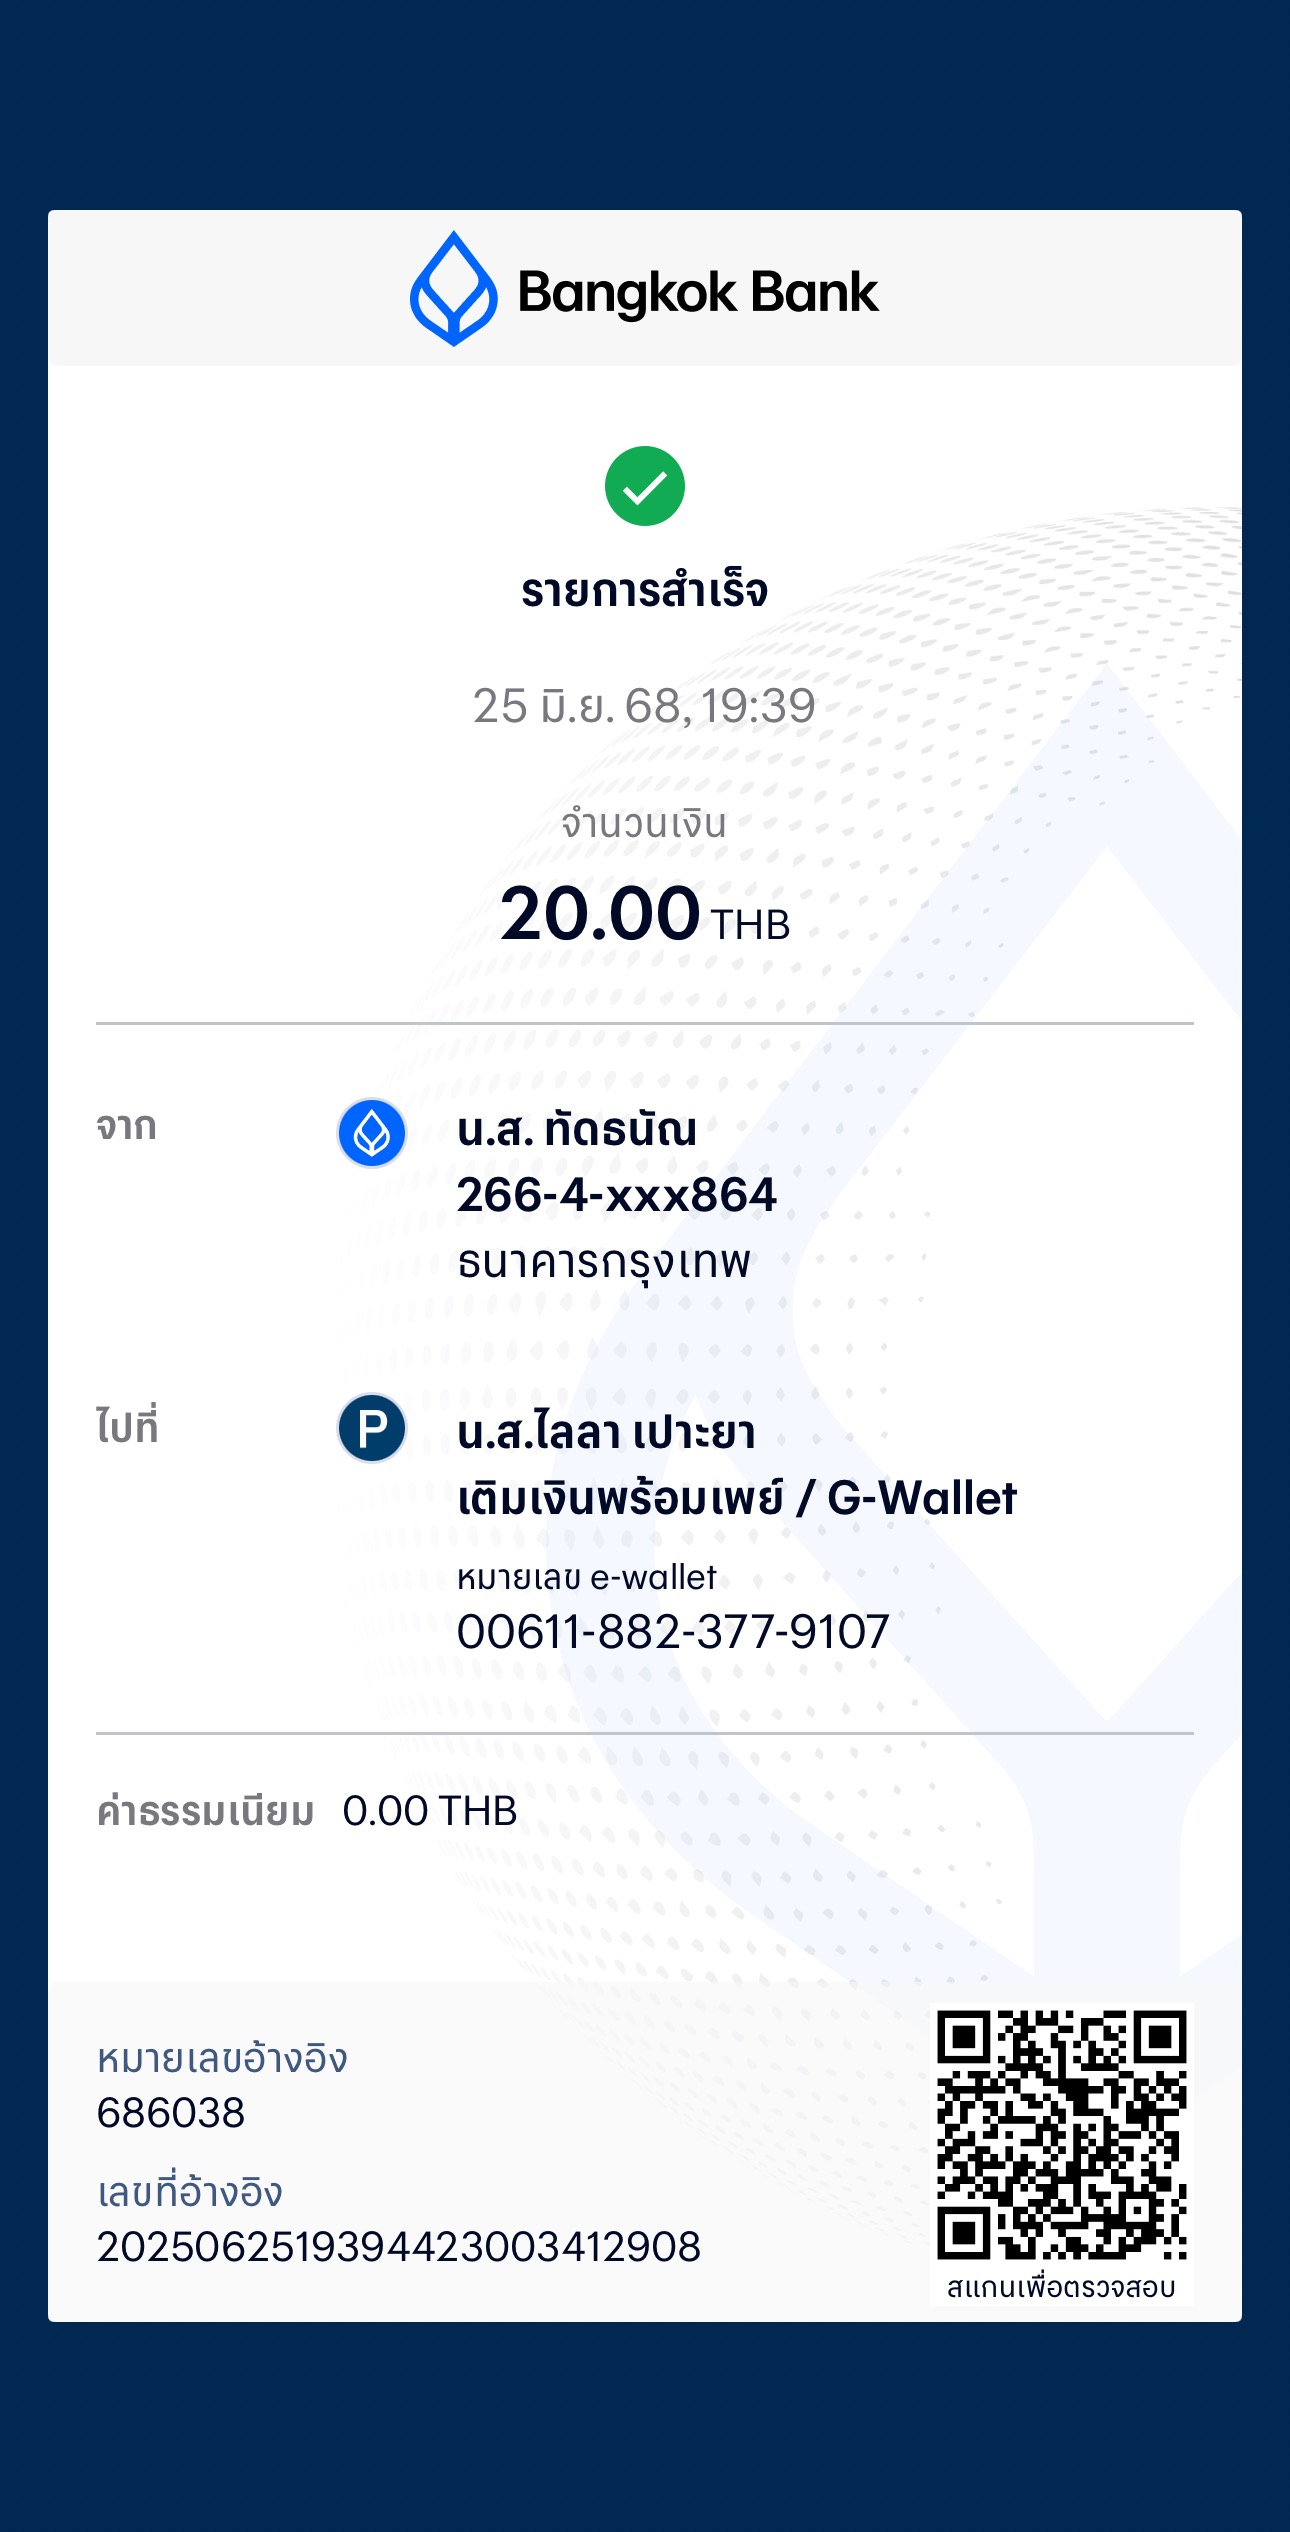 Bangkok Bank
รายการสำเร็จ
25 มิ.ย. 68, 19:39
จำนวนเงิน
20.00 THB
จาก
น.ส. ทัดธนัณ
266-4-xxx864
ธนาคารกรุงเทพ
ไปที่
P
น.ส.ไลลา เปาะยา
เติมเงินพร้อมเพย์ / G-Wallet
หมายเลข e-wallet
00611-882-377-9107
ค่าธรรมเนียม 0.00 THB
หมายเลขอ้างอิง
686038
เลขที่อ้างอิง
2025062519394423003412908
สแกนเพื่อตรวจสอบ